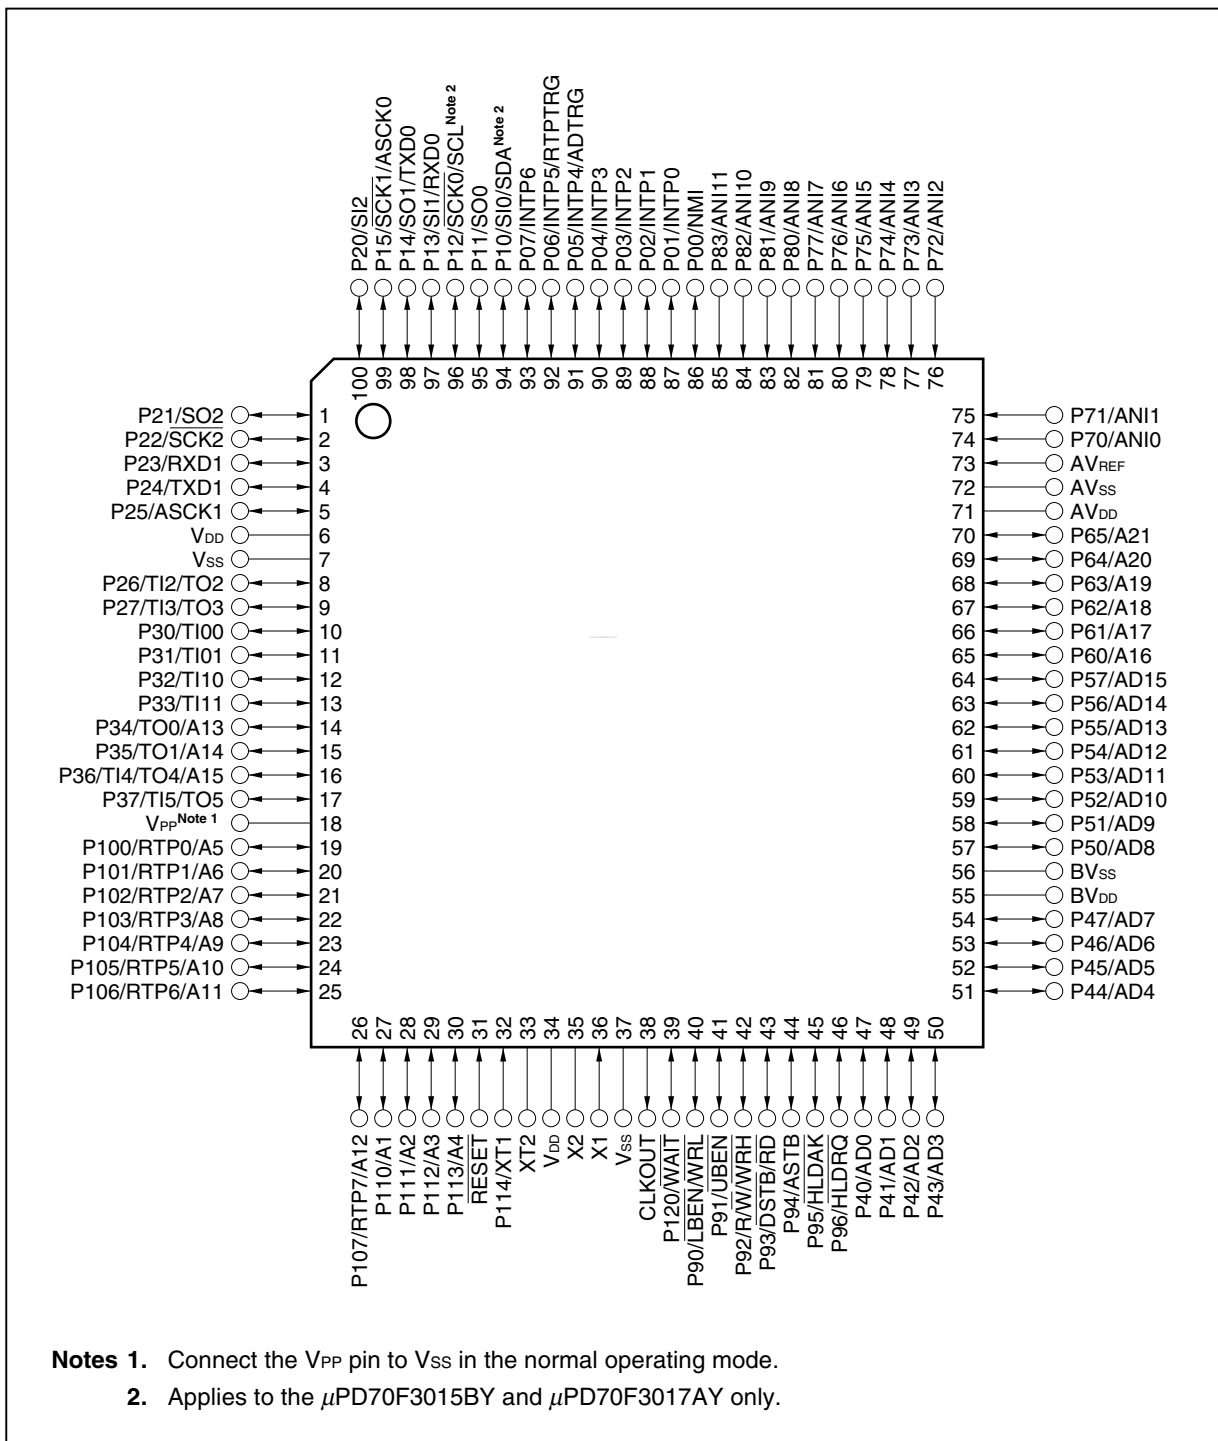 P20/SI2
P15/SCK1/ASCK0
P14/SO1/TXD0
P13/SI1/RXD0
P12/SCK0/SCL Note 2
P11/SO0
P10/SI0/SDA Note 2
P07/INTP6
P06/INTP5/RTPTRG
P05/INTP4/ADTRG
P04/INTP3
P03/INTP2
P02/INTP1
P01/INTP0
P00/NMI
P83/ANI11
P82/ANI10
P81/ANI9
P80/ANI8
P77/ANI7
P76/ANI6
P75/ANI5
P74/ANI4
P73/ANI3
P72/ANI2
100 99 98 97 96 95 94 93 92 91 90 89 88 87 86 85 84 83 82 81 80 79 78 77 76
1
P21/SO2 1
P22/SCK2 2
P23/RXD1 3
P24/TXD1 4
P25/ASCK1 5
VDD 6
VSS 7
P26/TI2/TO2 8
P27/TI3/TO3 9
P30/TI00 10
P31/TI01 11
P32/TI10 12
P33/TI11 13
P34/TO0/A13 14
P35/TO1/A14 15
P36/TI4/TO4/A15 16
P37/TI5/TO5 17
VPP Note 1 18
P100/RTP0/A5 19
P101/RTP1/A6 20
P102/RTP2/A7 21
P103/RTP3/A8 22
P104/RTP4/A9 23
P105/RTP5/A10 24
P106/RTP6/A11 25
75 P71/ANI1
74 P70/ANI0
73 AVREF
72 AVSS
71 AVDD
70 P65/A21
69 P64/A20
68 P63/A19
67 P62/A18
66 P61/A17
65 P60/A16
64 P57/AD15
63 P56/AD14
62 P55/AD13
61 P54/AD12
60 P53/AD11
59 P52/AD10
58 P51/AD9
57 P50/AD8
56 BVSS
55 BVDD
54 P47/AD7
53 P46/AD6
52 P45/AD5
51 P44/AD4
26 27 28 29 30 31 32 33 34 35 36 37 38 39 40 41 42 43 44 45 46 47 48 49 50
P107/RTP7/A12
P110/A1
P111/A2
P112/A3
P113/A4
RESET
P114/XT1
XT2
VDD
X2
X1
VSS
CLKOUT
P120/WAIT
P90/LBEN/WRL
P91/UBEN
P92/R/W/WRH
P93/DSTB/RD
P94/ASTB
P95/HLDAK
P96/HLDRQ
P40/AD0
P41/AD1
P42/AD2
P43/AD3
Notes 1. Connect the VPP pin to VSS in the normal operating mode.
2. Applies to the μPD70F3015BY and μPD70F3017AY only.